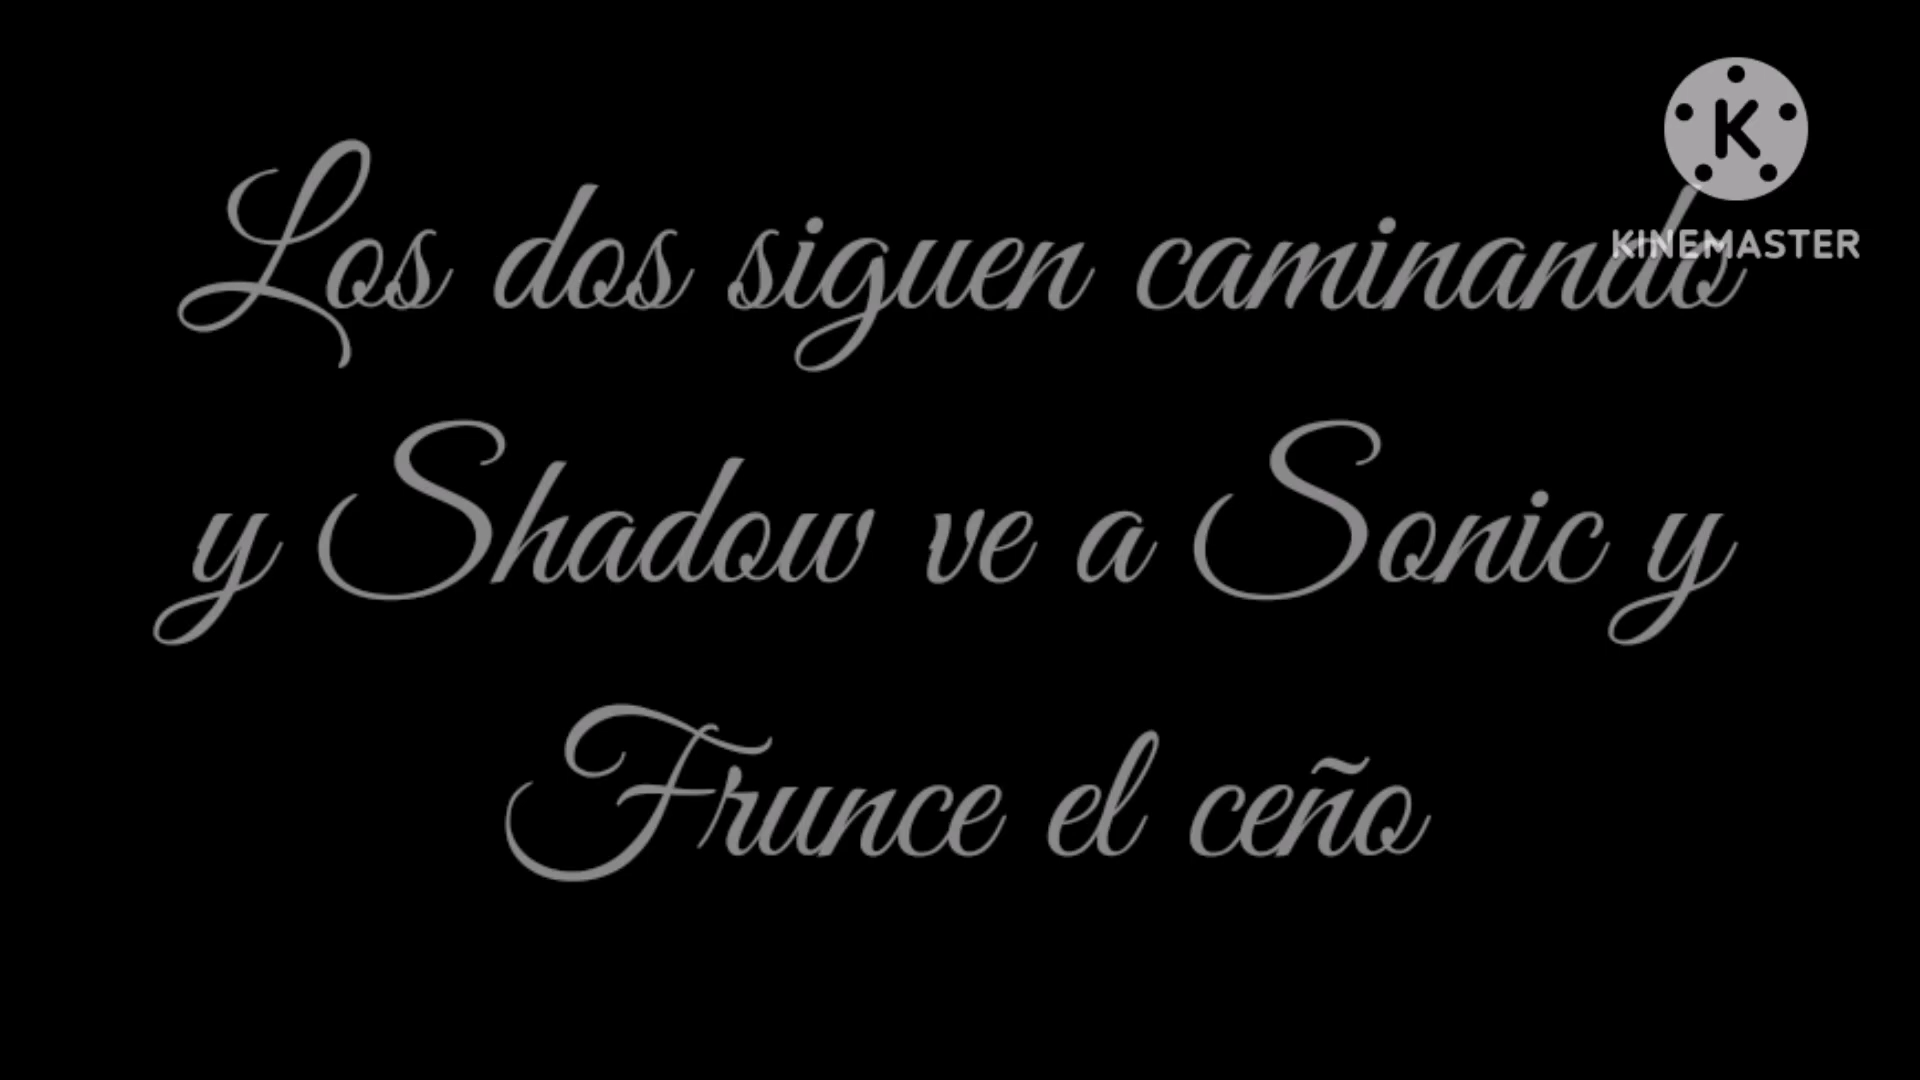 K
KINEMASTER
Los dos siguen caminando
y Shadow ve a Sonic y
Frunce el ceño